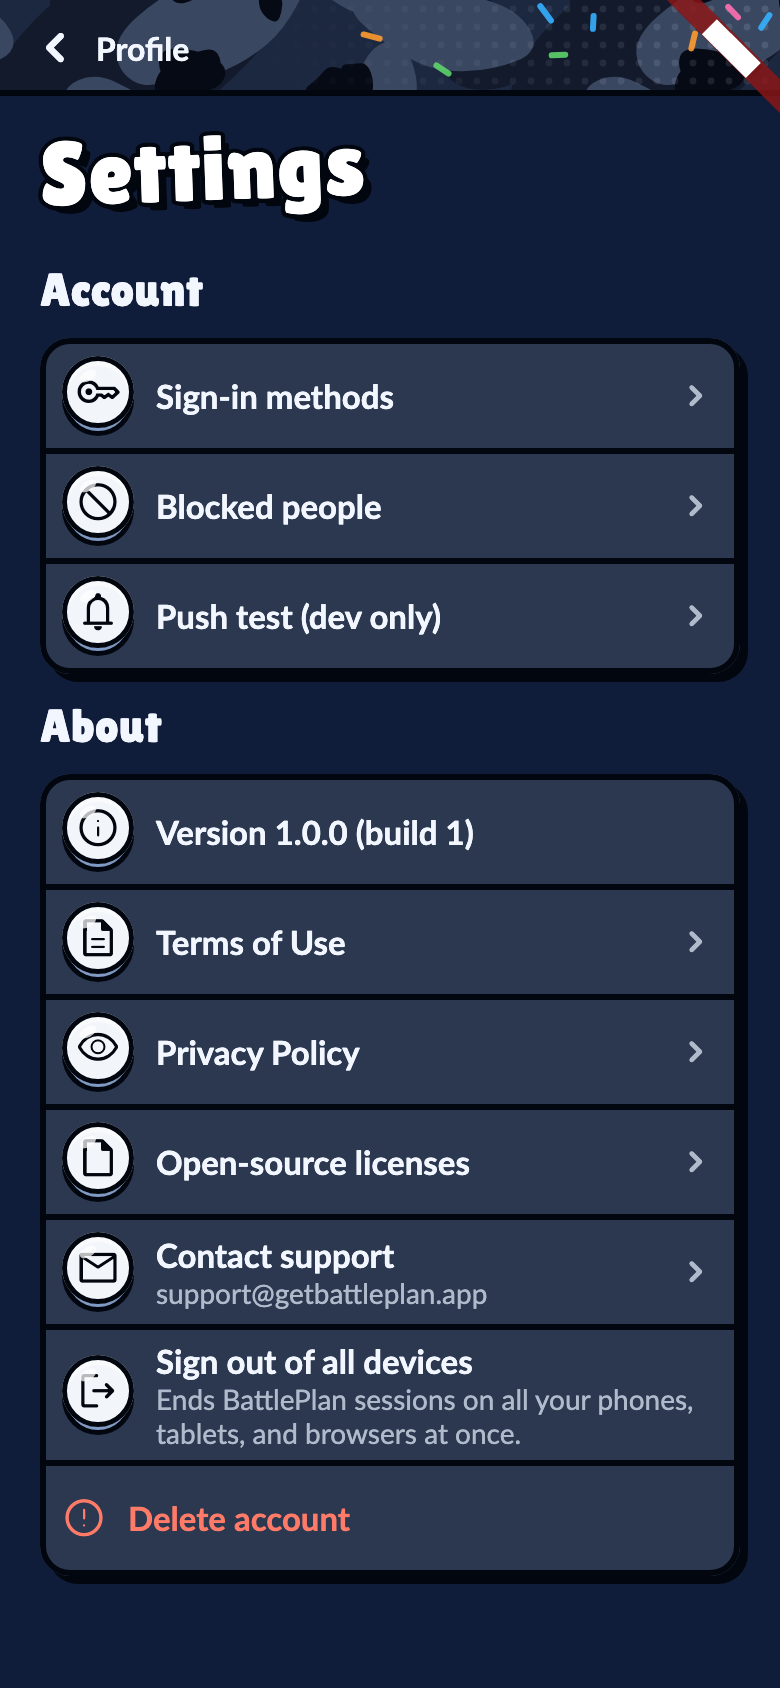 Profile
Settings
Account
Sign-in methods
Blocked people
Push test (dev only)
About
Version 1.0.0 (build 1)
Terms of Use
Privacy Policy
Open-source licenses
Contact support
support@getbattleplan.app
Sign out of all devices
Ends BattlePlan sessions on all your phones,
tablets, and browsers at once.
Delete account